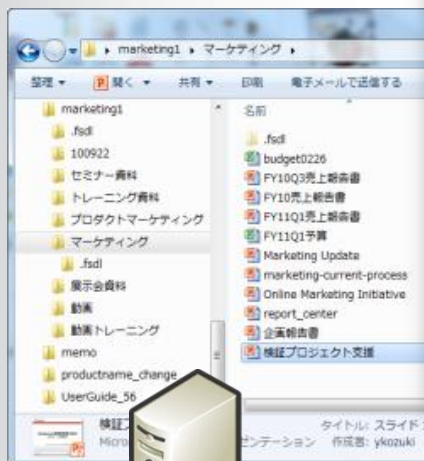 marketing1 ▸ マーケティング ▸
整理 ▾ 開く ▾ 共有 ▾ 印刷 電子メールで送信する
marketing1
.fsdl
100922
セミナー資料
トレーニング資料
プロダクトマーケティング
マーケティング
.fsdl
展示会資料
動画
動画トレーニング
memo
productname_change
UserGuide_56
名前
.fsdl
budget0226
FY10Q3売上報告書
FY10売上報告書
FY11Q1売上報告書
FY11Q1予算
Marketing Update
marketing-current-process
Online Marketing Initiative
report_center
企画報告書
検証プロジェクト支援
タイトル: スライド
ゼンテーション 作成者: ykozuki